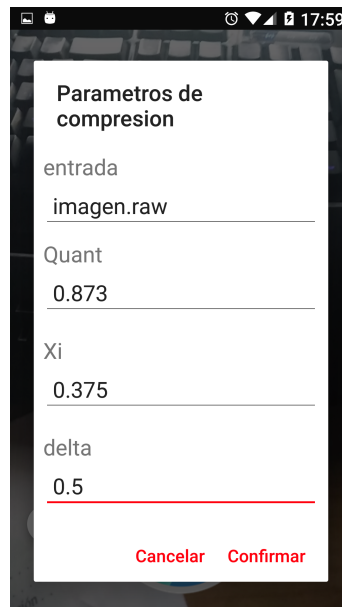 17:59
Parametros de
compresion
entrada
imagen.raw
Quant
0.873
Xi
0.375
delta
0.5
Cancelar Confirmar